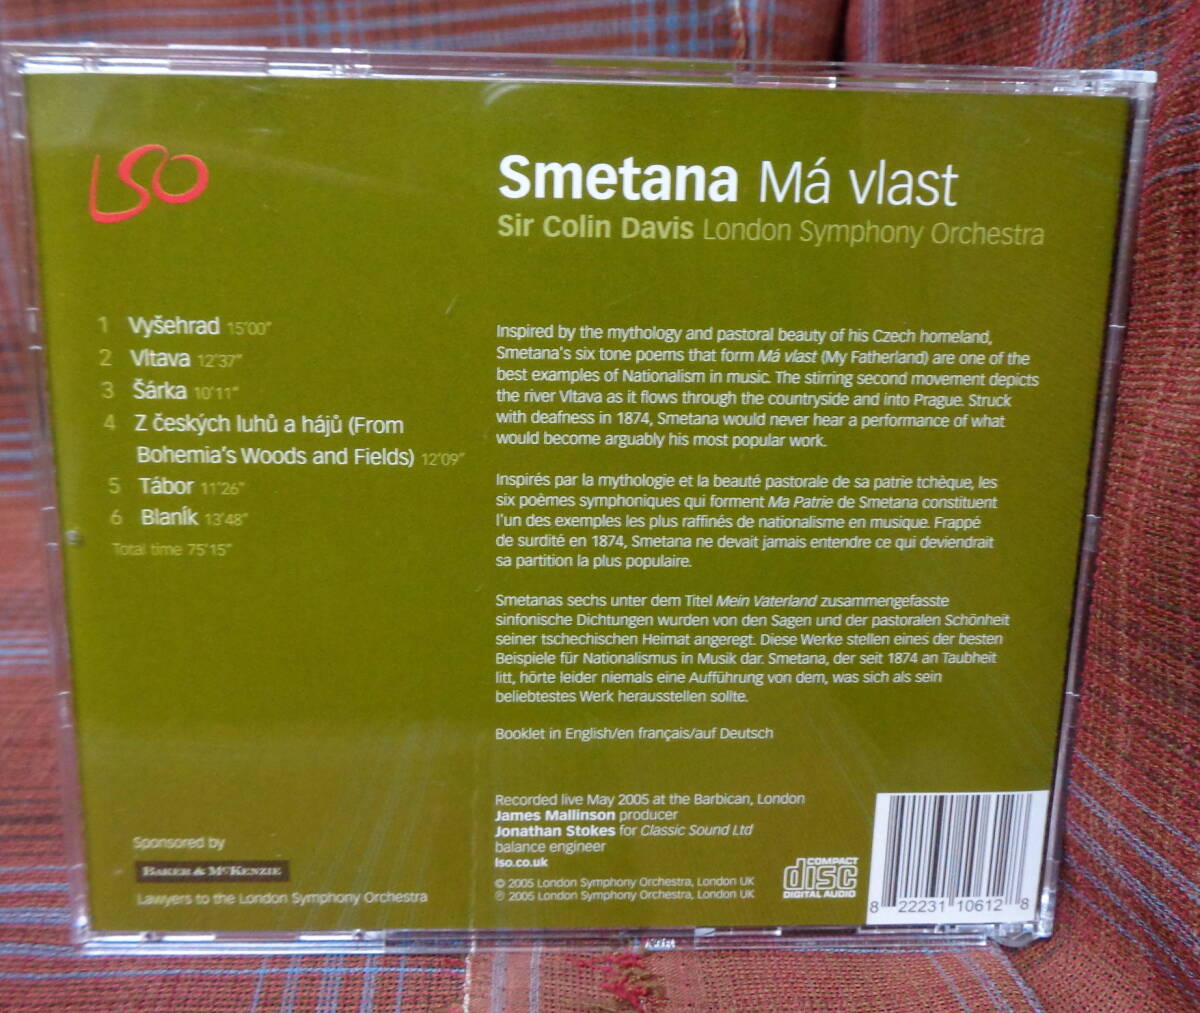 LSO
Smetana Má vlast
Sir Colin Davis London Symphony Orchestra
1 Vyšehrad 15'00"
2 Vltava 12'37"
3 Šárka 10'11"
4 Z českých luhů a hájů (From
Bohemia's Woods and Fields) 12'09"
5 Tábor 11'26"
6 Blaník 13'48"
Total time 75'15"
Inspired by the mythology and pastoral beauty of his Czech homeland,
Smetana's six tone poems that form Má vlast (My Fatherland) are one of the
best examples of Nationalism in music. The stirring second movement depicts
the river Vltava as it flows through the countryside and into Prague. Struck
with deafness in 1874, Smetana would never hear a performance of what
would become arguably his most popular work.
Inspirés par la mythologie et la beauté pastorale de sa patrie tchèque, les
six poèmes symphoniques qui forment Ma Patrie de Smetana constituent
l'un des exemples les plus raffinés de nationalisme en musique. Frappé
de surdité en 1874, Smetana ne devait jamais entendre ce qui deviendrait
sa partition la plus populaire.
Smetanas sechs unter dem Titel Mein Vaterland zusammengefasste
sinfonische Dichtungen wurden von den Sagen und der pastoralen Schönheit
seiner tschechischen Heimat angeregt. Diese Werke stellen eines der besten
Beispiele für Nationalismus in Musik dar. Smetana, der seit 1874 an Taubheit
litt, hörte leider niemals eine Aufführung von dem, was sich als sein
beliebtestes Werk herausstellen sollte.
Booklet in English/en français/auf Deutsch
Recorded live May 2005 at the Barbican, London
James Mallinson producer
Jonathan Stokes for Classic Sound Ltd
balance engineer
lso.co.uk
© 2005 London Symphony Orchestra, London UK
℗ 2005 London Symphony Orchestra, London UK
Sponsored by
BAKER & MCKENZIE
Lawyers to the London Symphony Orchestra
COMPACT
disc
DIGITAL AUDIO
8 22231 10612 8